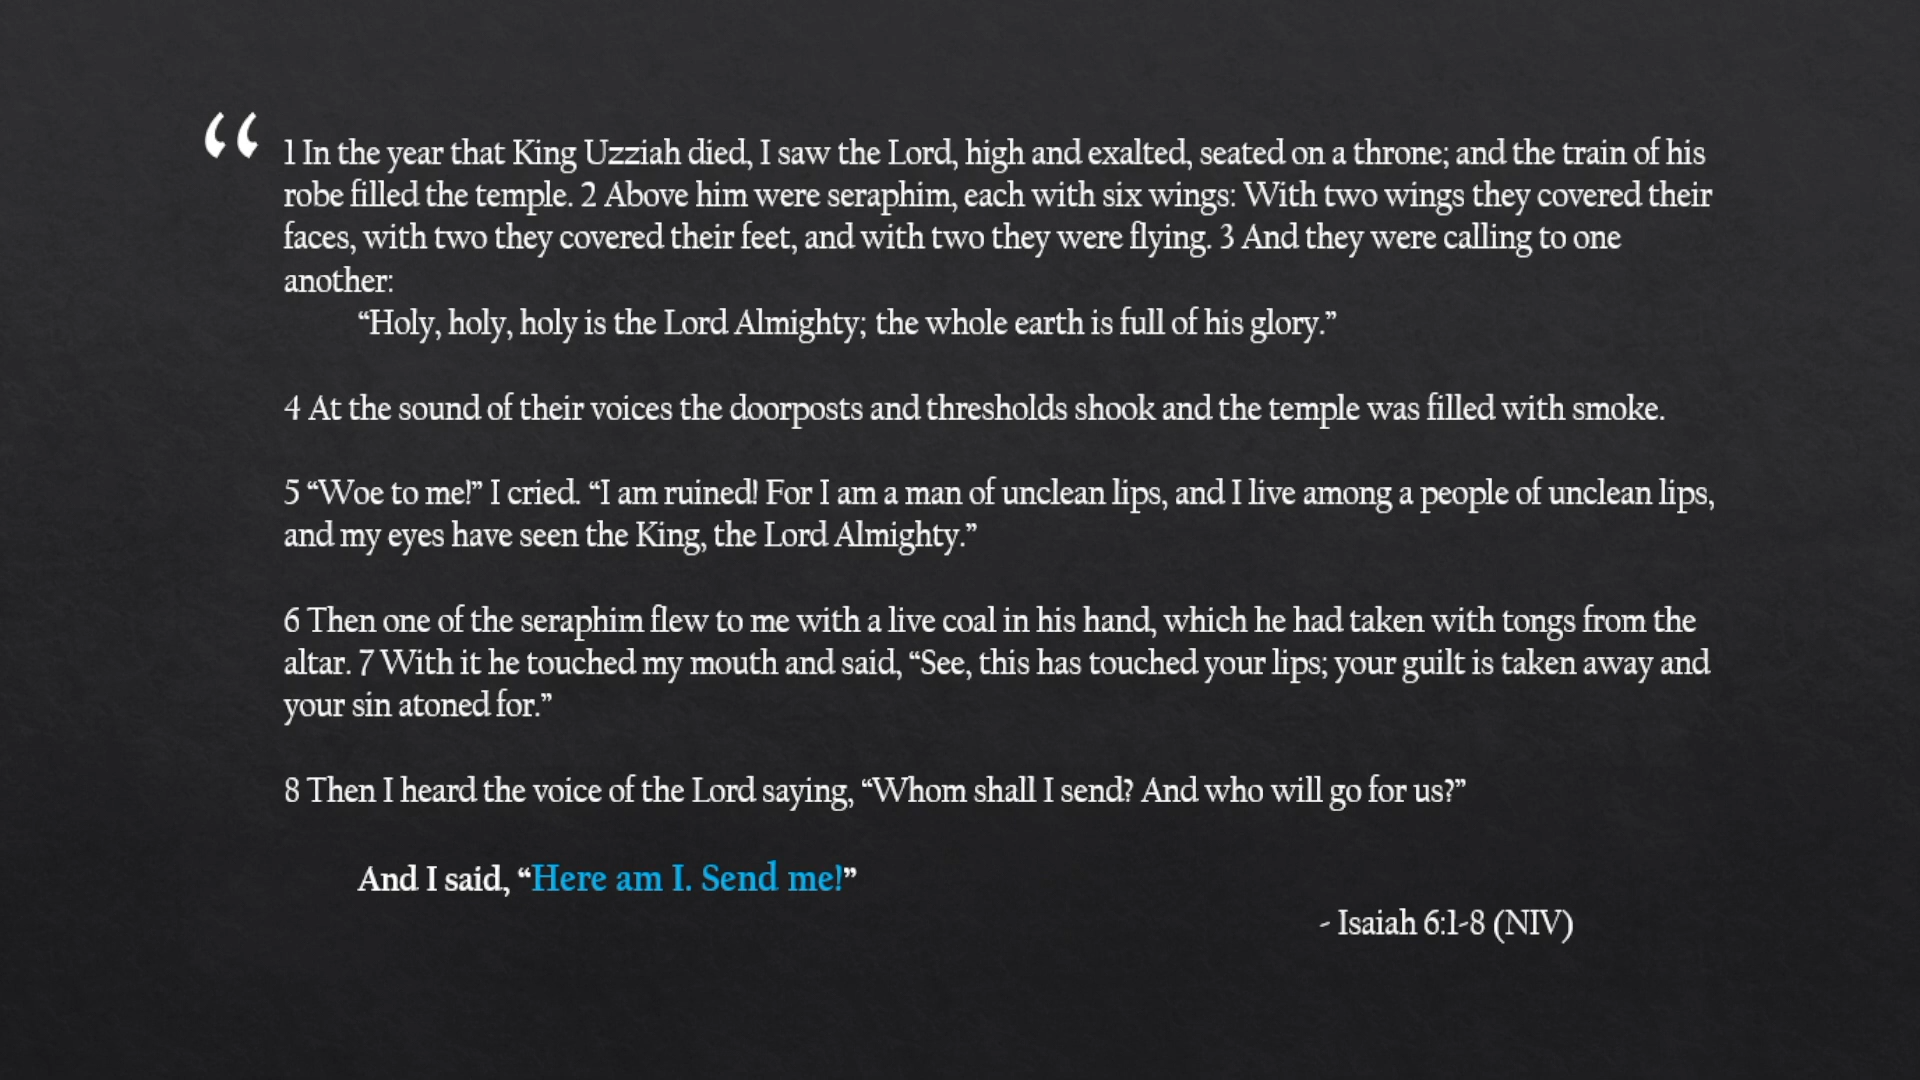 “ 1 In the year that King Uzziah died, I saw the Lord, high and exalted, seated on a throne; and the train of his
robe filled the temple. 2 Above him were seraphim, each with six wings: With two wings they covered their
faces, with two they covered their feet, and with two they were flying. 3 And they were calling to one
another:
“Holy, holy, holy is the Lord Almighty; the whole earth is full of his glory.”
4 At the sound of their voices the doorposts and thresholds shook and the temple was filled with smoke.
5 “Woe to me!” I cried. “I am ruined! For I am a man of unclean lips, and I live among a people of unclean lips,
and my eyes have seen the King, the Lord Almighty.”
6 Then one of the seraphim flew to me with a live coal in his hand, which he had taken with tongs from the
altar. 7 With it he touched my mouth and said, “See, this has touched your lips; your guilt is taken away and
your sin atoned for.”
8 Then I heard the voice of the Lord saying, “Whom shall I send? And who will go for us?”
And I said, “Here am I. Send me!”
- Isaiah 6:1-8 (NIV)